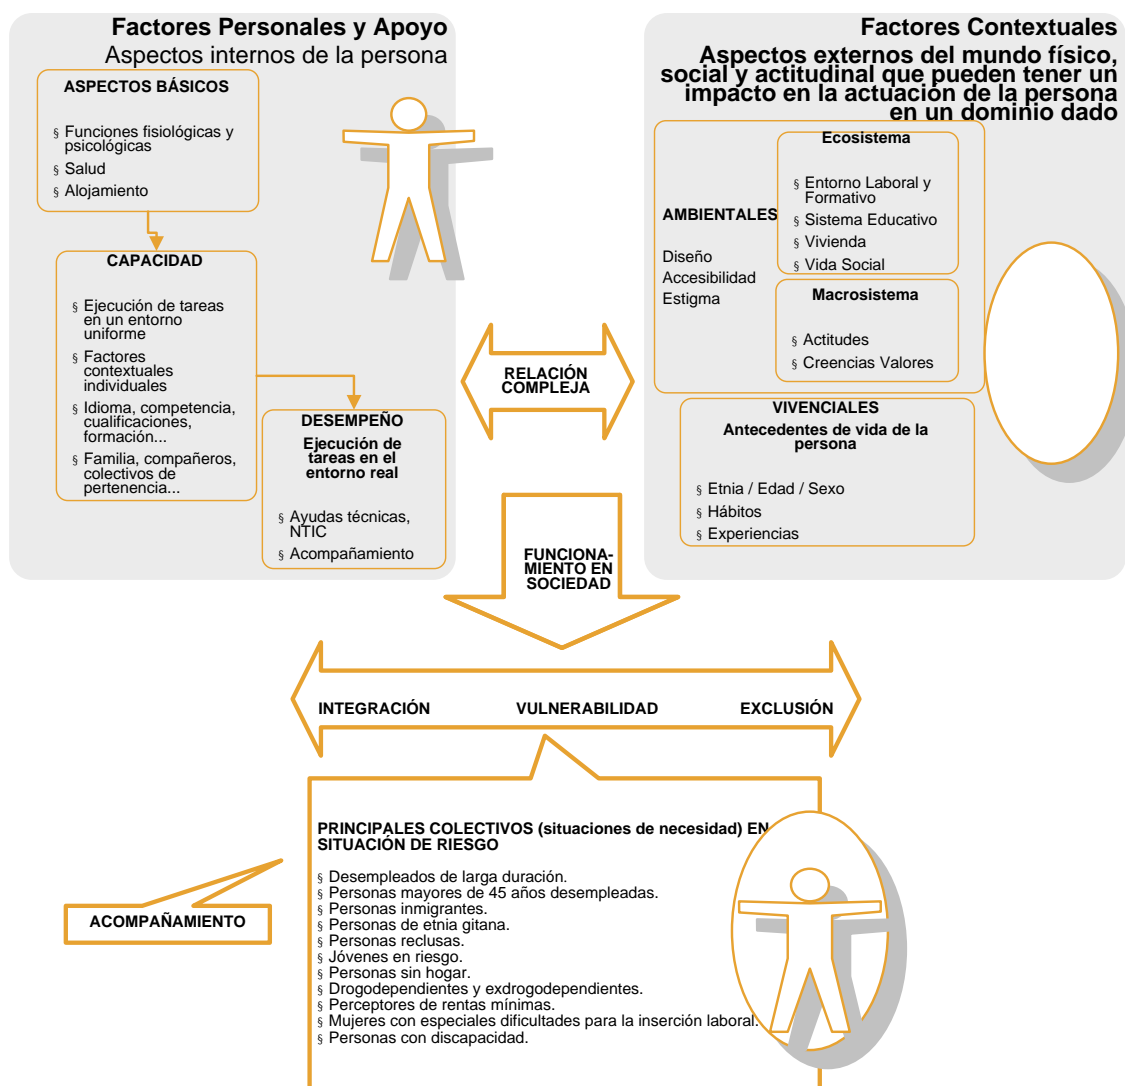 Factores Personales y Apoyo
Aspectos internos de la persona
ASPECTOS BÁSICOS
§ Funciones fisiológicas y
psicológicas
§ Salud
§ Alojamiento
CAPACIDAD
§ Ejecución de tareas
en un entorno
uniforme
§ Factores
contextuales
individuales
§ Idioma, competencia,
cualificaciones,
formación...
§ Familia, compañeros,
colectivos de
pertenencia...
DESEMPEÑO
Ejecución de
tareas en el
entorno real
§ Ayudas técnicas,
NTIC
§ Acompañamiento
RELACIÓN
COMPLEJA
Factores Contextuales
Aspectos externos del mundo físico,
social y actitudinal que pueden tener un
impacto en la actuación de la persona
en un dominio dado
AMBIENTALES
Diseño
Accesibilidad
Estigma
Ecosistema
§ Entorno Laboral y
Formativo
§ Sistema Educativo
§ Vivienda
§ Vida Social
Macrosistema
§ Actitudes
§ Creencias Valores
VIVENCIALES
Antecedentes de vida de la
persona
§ Etnia / Edad / Sexo
§ Hábitos
§ Experiencias
FUNCIONA-
MIENTO EN
SOCIEDAD
INTEGRACIÓN VULNERABILIDAD EXCLUSIÓN
PRINCIPALES COLECTIVOS (situaciones de necesidad) EN
SITUACIÓN DE RIESGO
§ Desempleados de larga duración.
§ Personas mayores de 45 años desempleadas.
§ Personas inmigrantes.
§ Personas de etnia gitana.
§ Personas reclusas.
§ Jóvenes en riesgo.
§ Personas sin hogar.
§ Drogodependientes y exdrogodependientes.
§ Perceptores de rentas mínimas.
§ Mujeres con especiales dificultades para la inserción laboral.
§ Personas con discapacidad.
ACOMPAÑAMIENTO